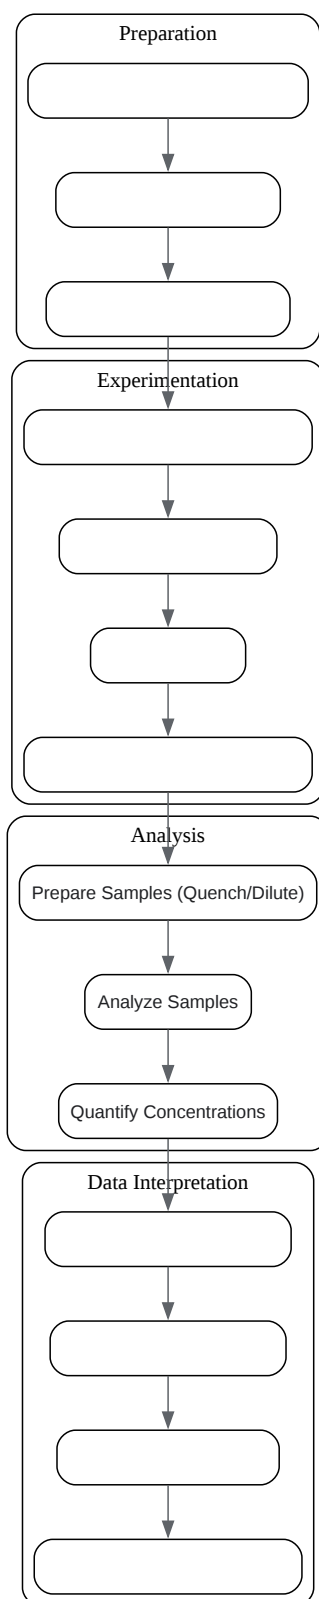 Preparation
Experimentation
Analysis
Prepare Samples (Quench/Dilute)
Analyze Samples
Quantify Concentrations
Data Interpretation